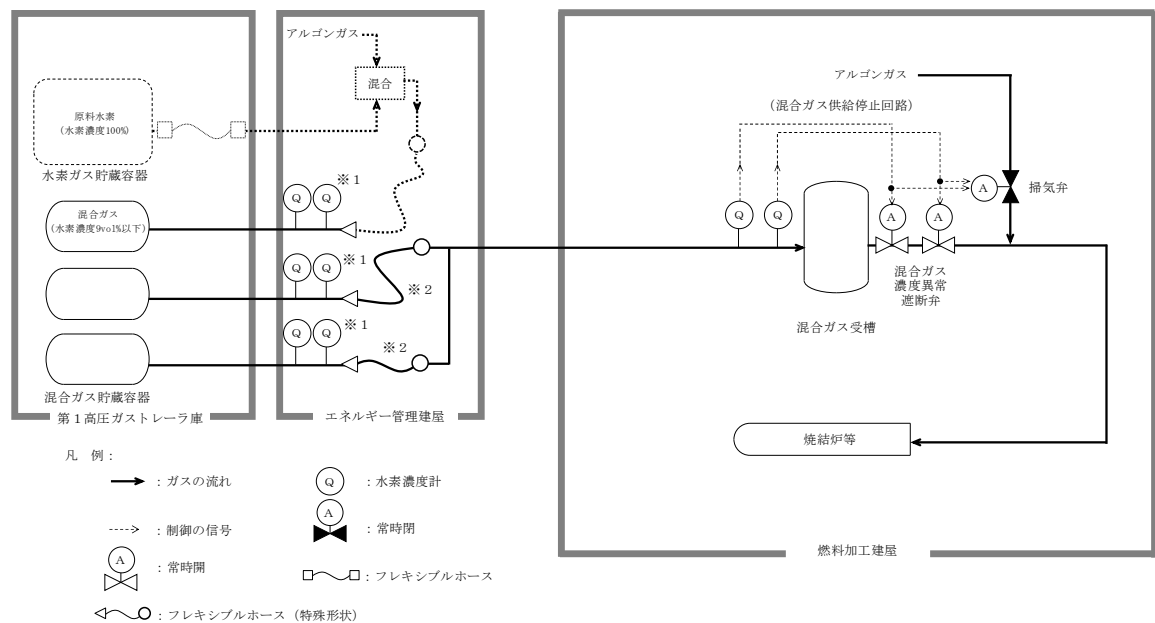 アルゴンガス
混合
原料水素
(水素濃度100%)
水素ガス貯蔵容器
※1
Q Q
混合ガス
(水素濃度9vol%以下)
※1
Q Q
※2
※1
Q Q
※2
混合ガス貯蔵容器
第1高圧ガストレーラ庫
エネルギー管理建屋
アルゴンガス
(混合ガス供給停止回路)
A
掃気弁
Q Q
A A
混合ガス
濃度異常
遮断弁
混合ガス受槽
焼結炉等
燃料加工建屋
凡 例:
:ガスの流れ
:制御の信号
A
:常時開
Q
:水素濃度計
A
:常時閉
:フレキシブルホース
:フレキシブルホース(特殊形状)